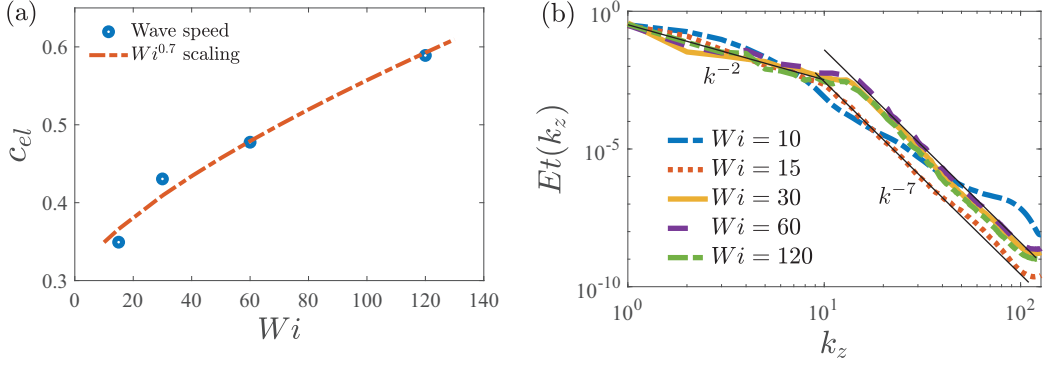 (a)
Wave speed
Wi^0.7 scaling
c_el
0.6
0.5
0.4
0.3
0 20 40 60 80 100 120 140
Wi
(b)
10^0
10^-5
10^-10
Et(k_z)
k^-2
k^-7
Wi = 10
Wi = 15
Wi = 30
Wi = 60
Wi = 120
10^0 10^1 10^2
k_z